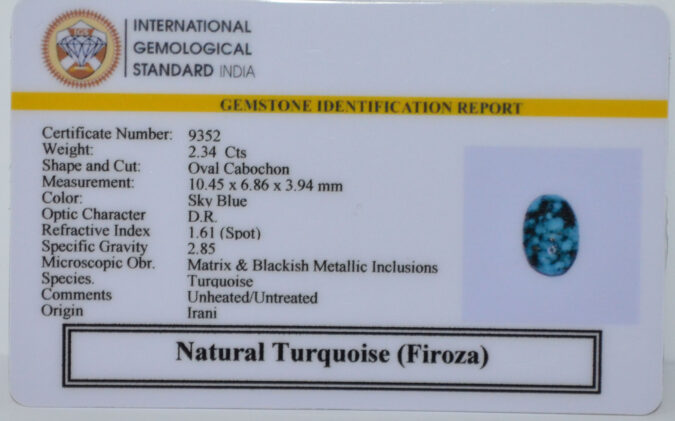 IGS
INTERNATIONAL
GEMOLOGICAL
STANDARD INDIA
GEMSTONE IDENTIFICATION REPORT
Certificate Number: 9352
Weight: 2.34 Cts
Shape and Cut: Oval Cabochon
Measurement: 10.45 x 6.86 x 3.94 mm
Color: Sky Blue
Optic Character D.R.
Refractive Index 1.61 (Spot)
Specific Gravity 2.85
Microscopic Obr. Matrix & Blackish Metallic Inclusions
Species. Turquoise
Comments Unheated/Untreated
Origin Irani
Natural Turquoise (Firoza)